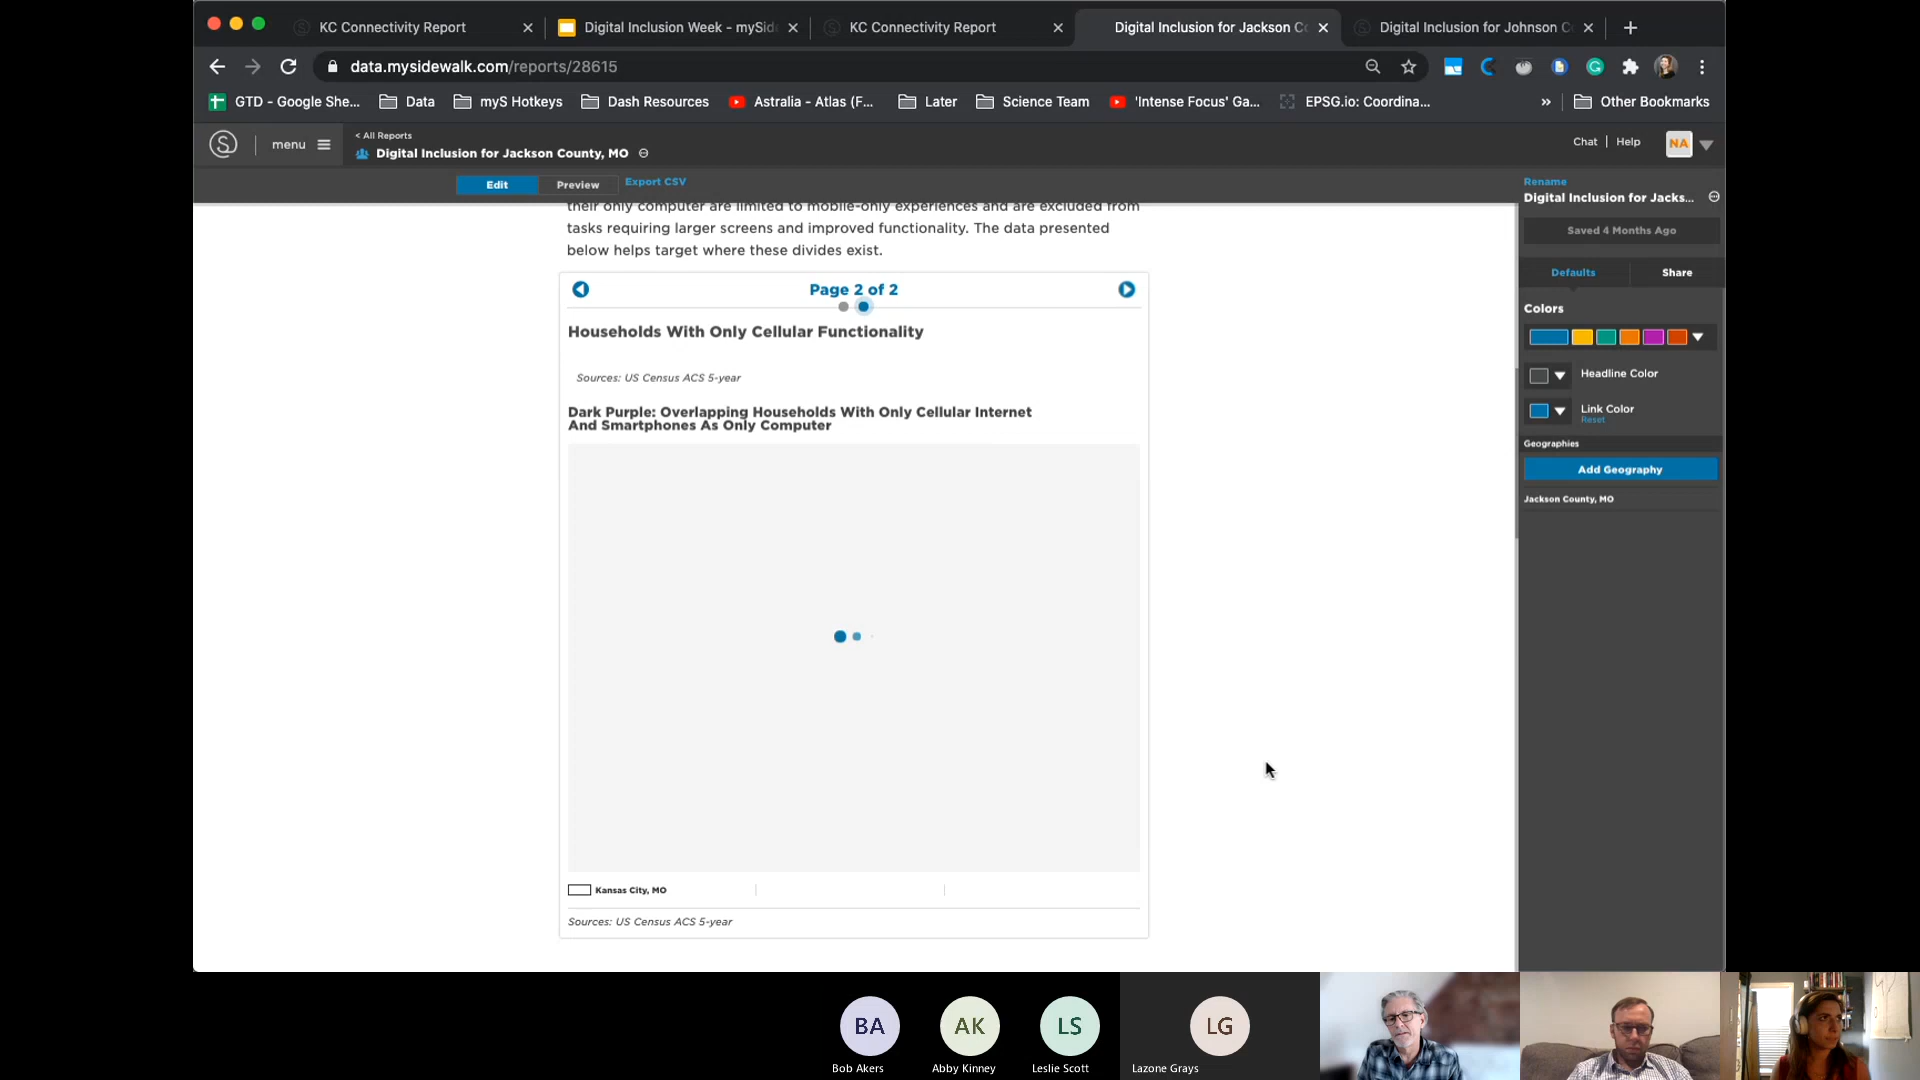 KC Connectivity Report
Digital Inclusion Week - mySid
KC Connectivity Report
Digital Inclusion for Jackson Co
Digital Inclusion for Johnson C
data.mysidewalk.com/reports/28615
GTD - Google She...
Data
myS Hotkeys
Dash Resources
Astralia - Atlas (F...
Later
Science Team
'Intense Focus' Ga...
EPSG.io: Coordina...
»
Other Bookmarks
menu
< All Reports
Digital Inclusion for Jackson County, MO
Chat | Help
NA
Edit
Preview
Export CSV
Rename
Digital Inclusion for Jacks...
Saved 4 Months Ago
Defaults
Share
Colors
Headline Color
Link Color
Reset
Geographies
Add Geography
Jackson County, MO
their only computer are limited to mobile-only experiences and are excluded from
tasks requiring larger screens and improved functionality. The data presented
below helps target where these divides exist.
Page 2 of 2
Households With Only Cellular Functionality
Sources: US Census ACS 5-year
Dark Purple: Overlapping Households With Only Cellular Internet
And Smartphones As Only Computer
Kansas City, MO
Sources: US Census ACS 5-year
BA
AK
LS
LG
Bob Akers
Abby Kinney
Leslie Scott
Lazone Grays